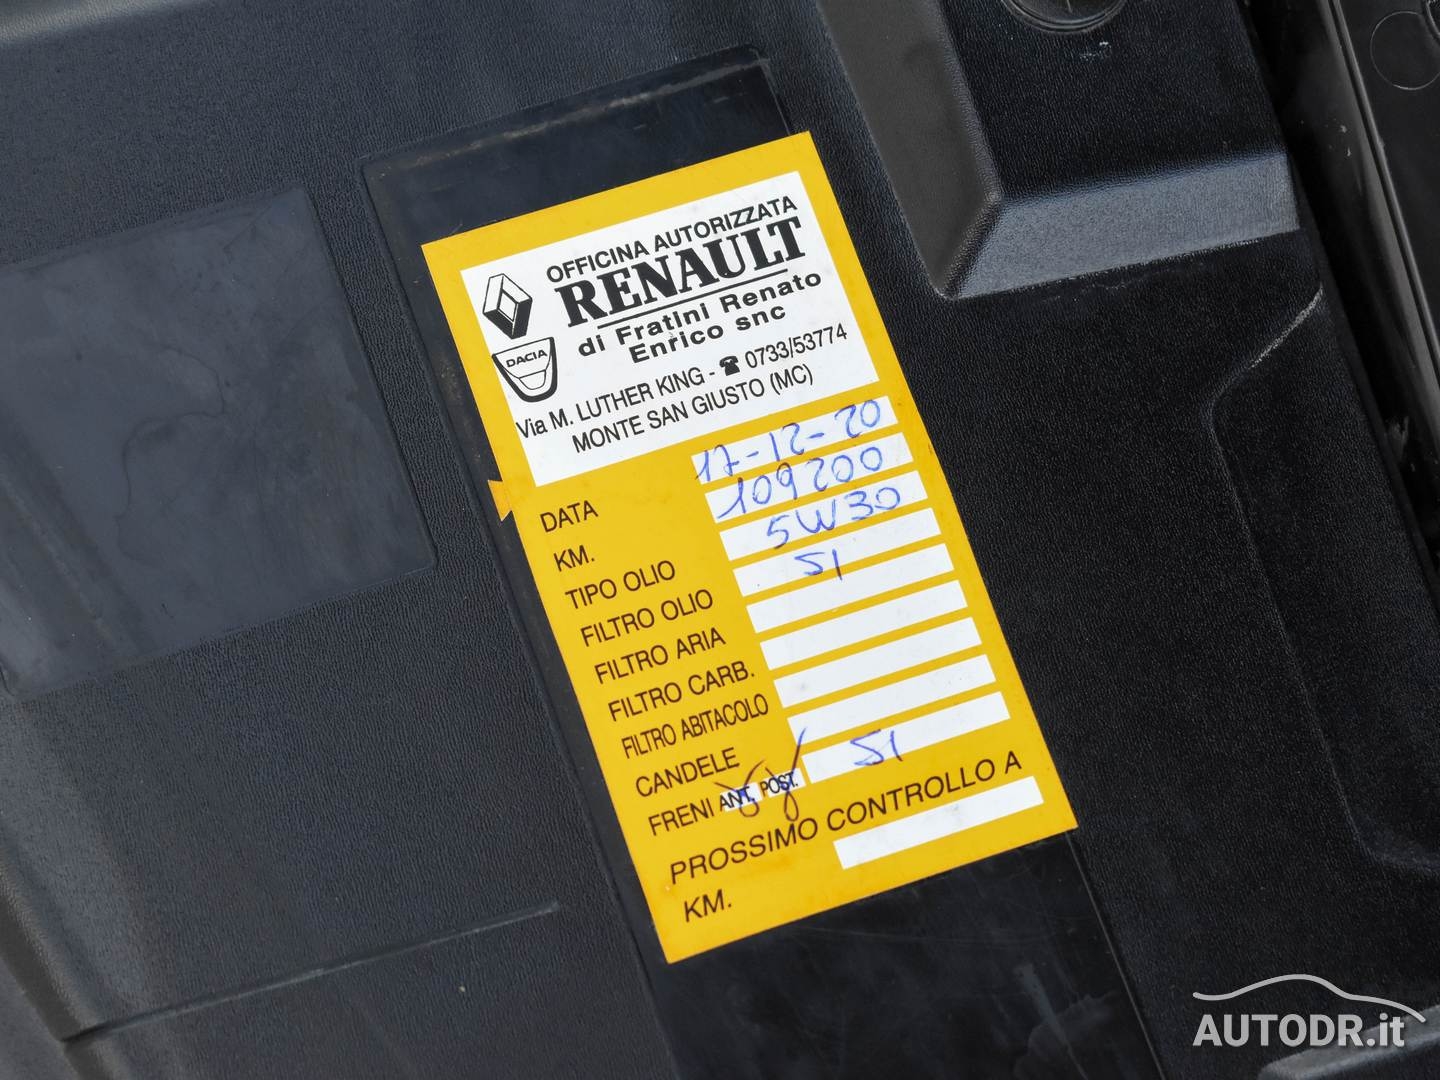 OFFICINA AUTORIZZATA
RENAULT
di Fratini Renato
Enrico snc
DACIA
Via M. LUTHER KING - ☎ 0733/53774
MONTE SAN GIUSTO (MC)
DATA 17-12-20
KM. 109200
TIPO OLIO 5W30
FILTRO OLIO SI
FILTRO ARIA
FILTRO CARB.
FILTRO ABITACOLO
CANDELE
FRENI ANT. POST. SI
PROSSIMO CONTROLLO A
KM.
AUTODR.it